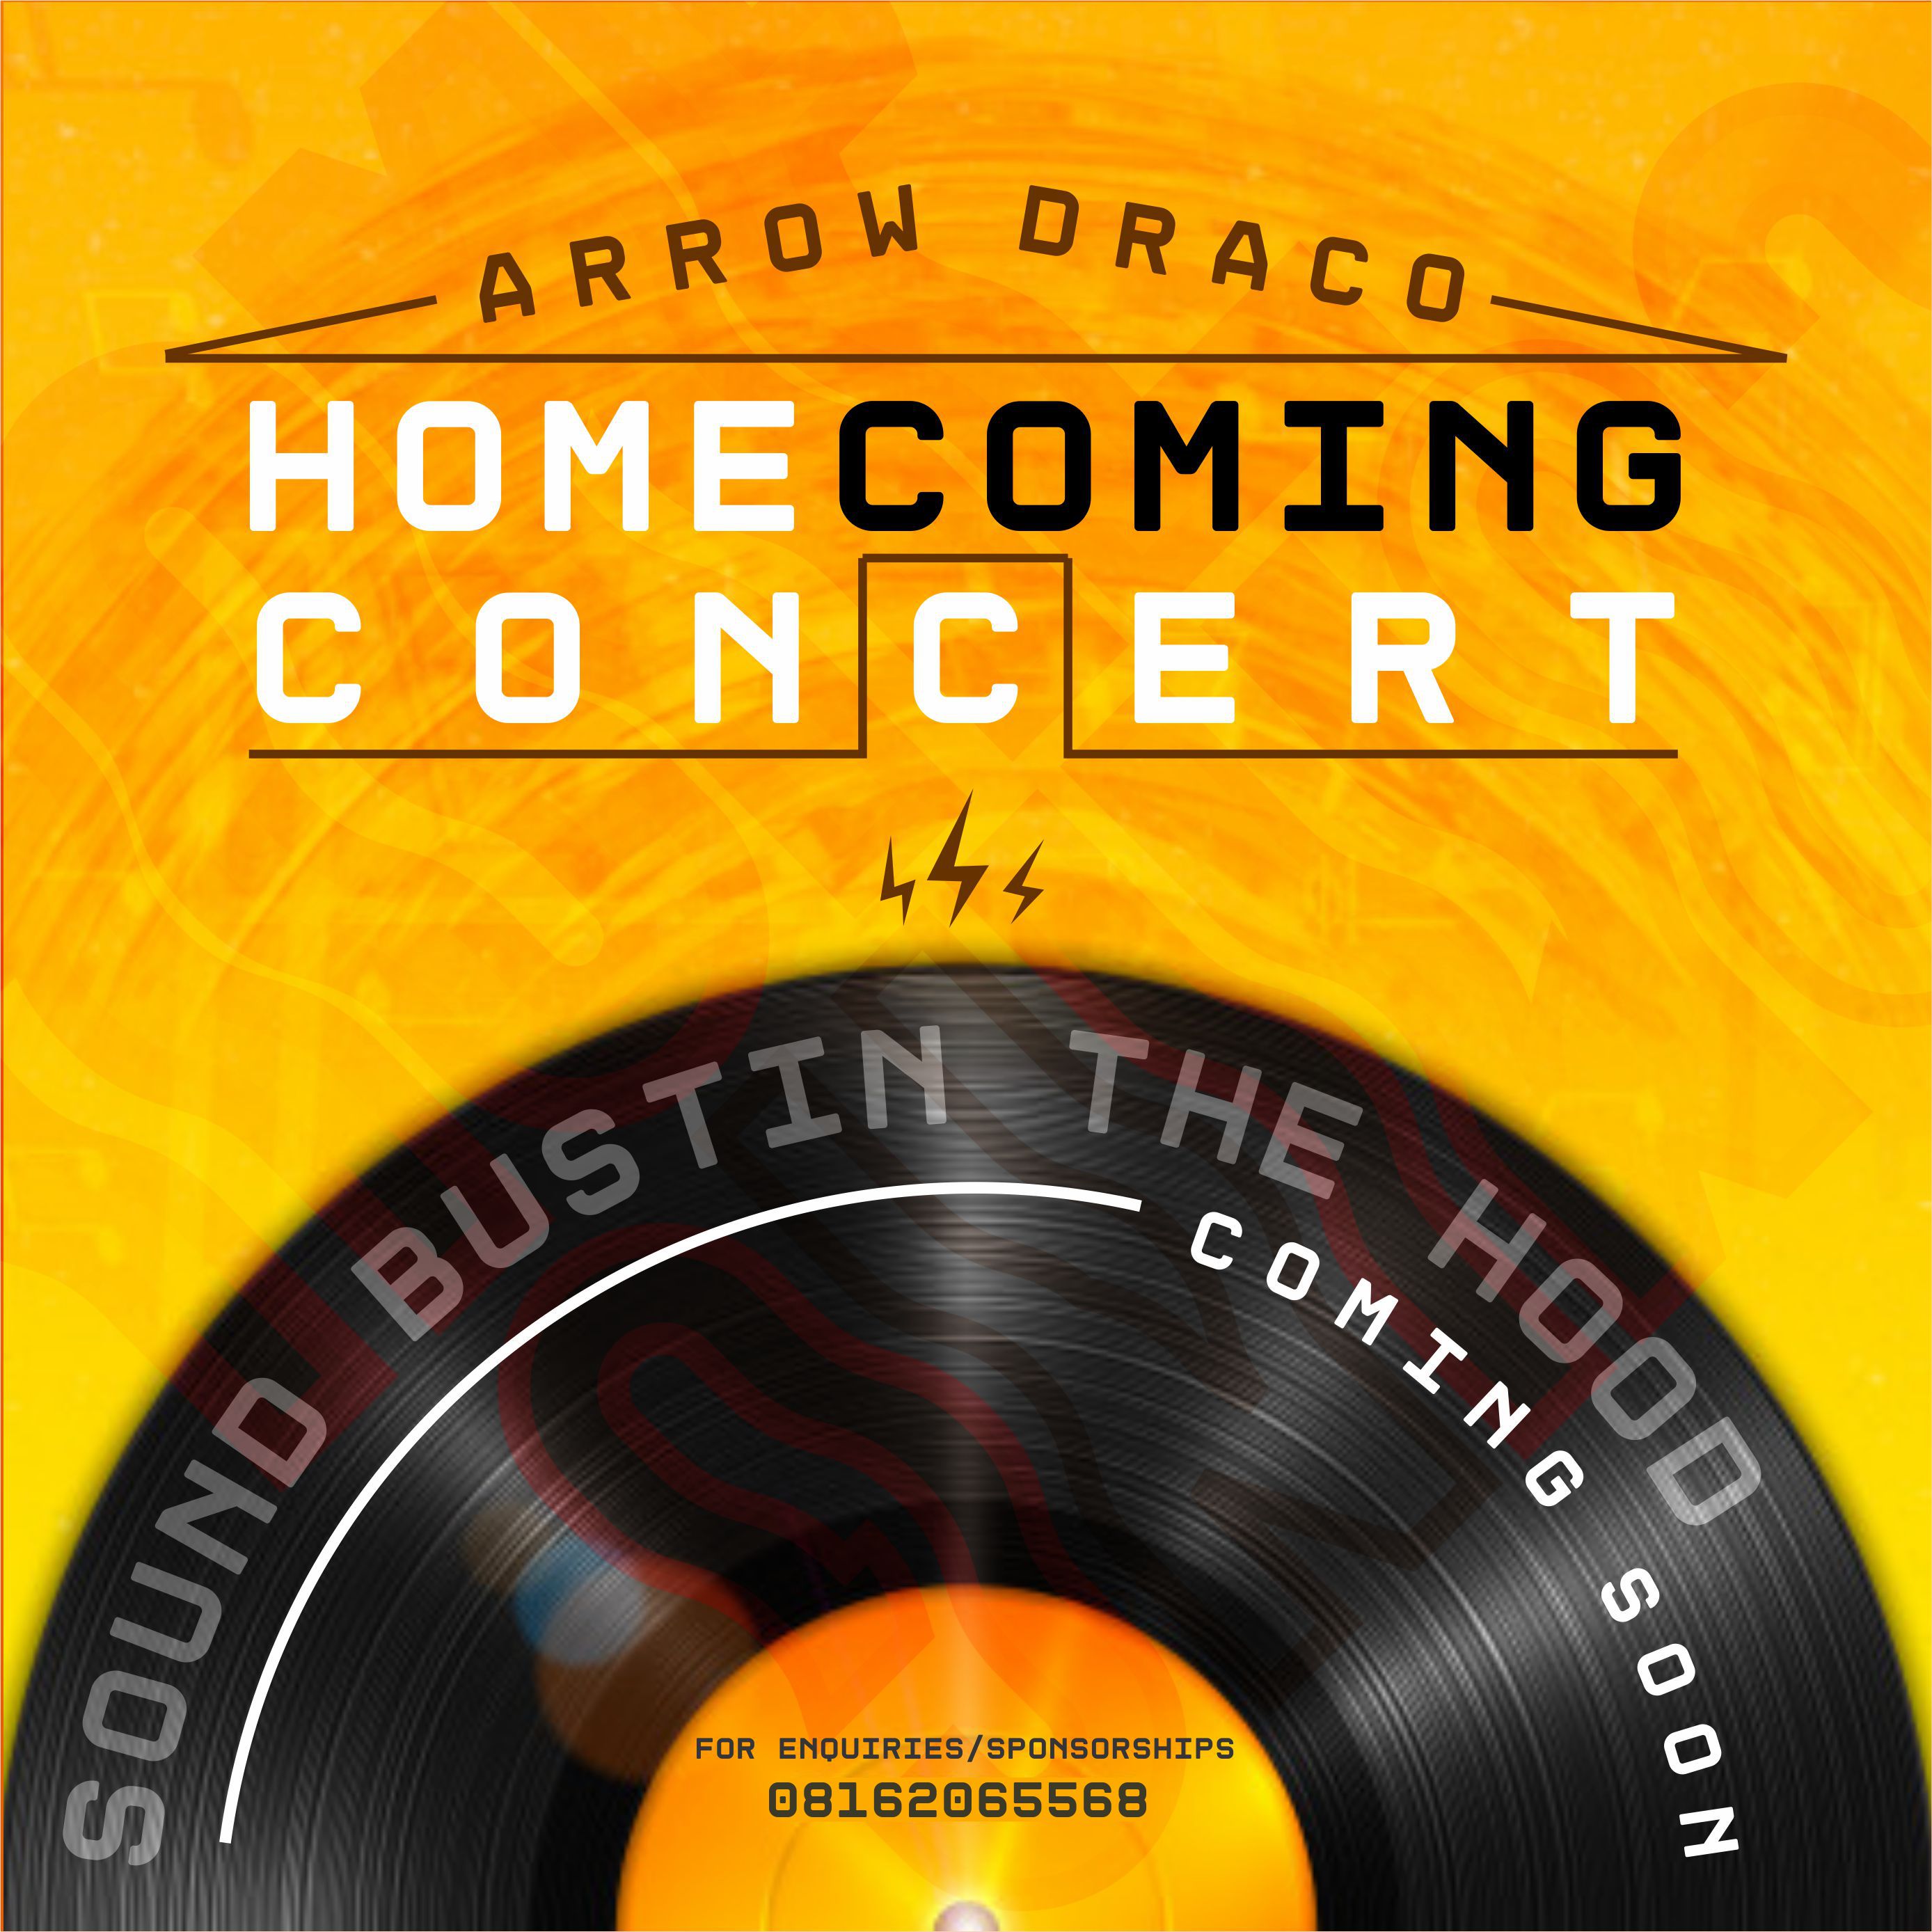 ARROW DRACO
HOMECOMING
CONCERT
SOUND BUSTIN THE HOOD
COMING SOON
FOR ENQUIRIES/SPONSORSHIPS
08162065568